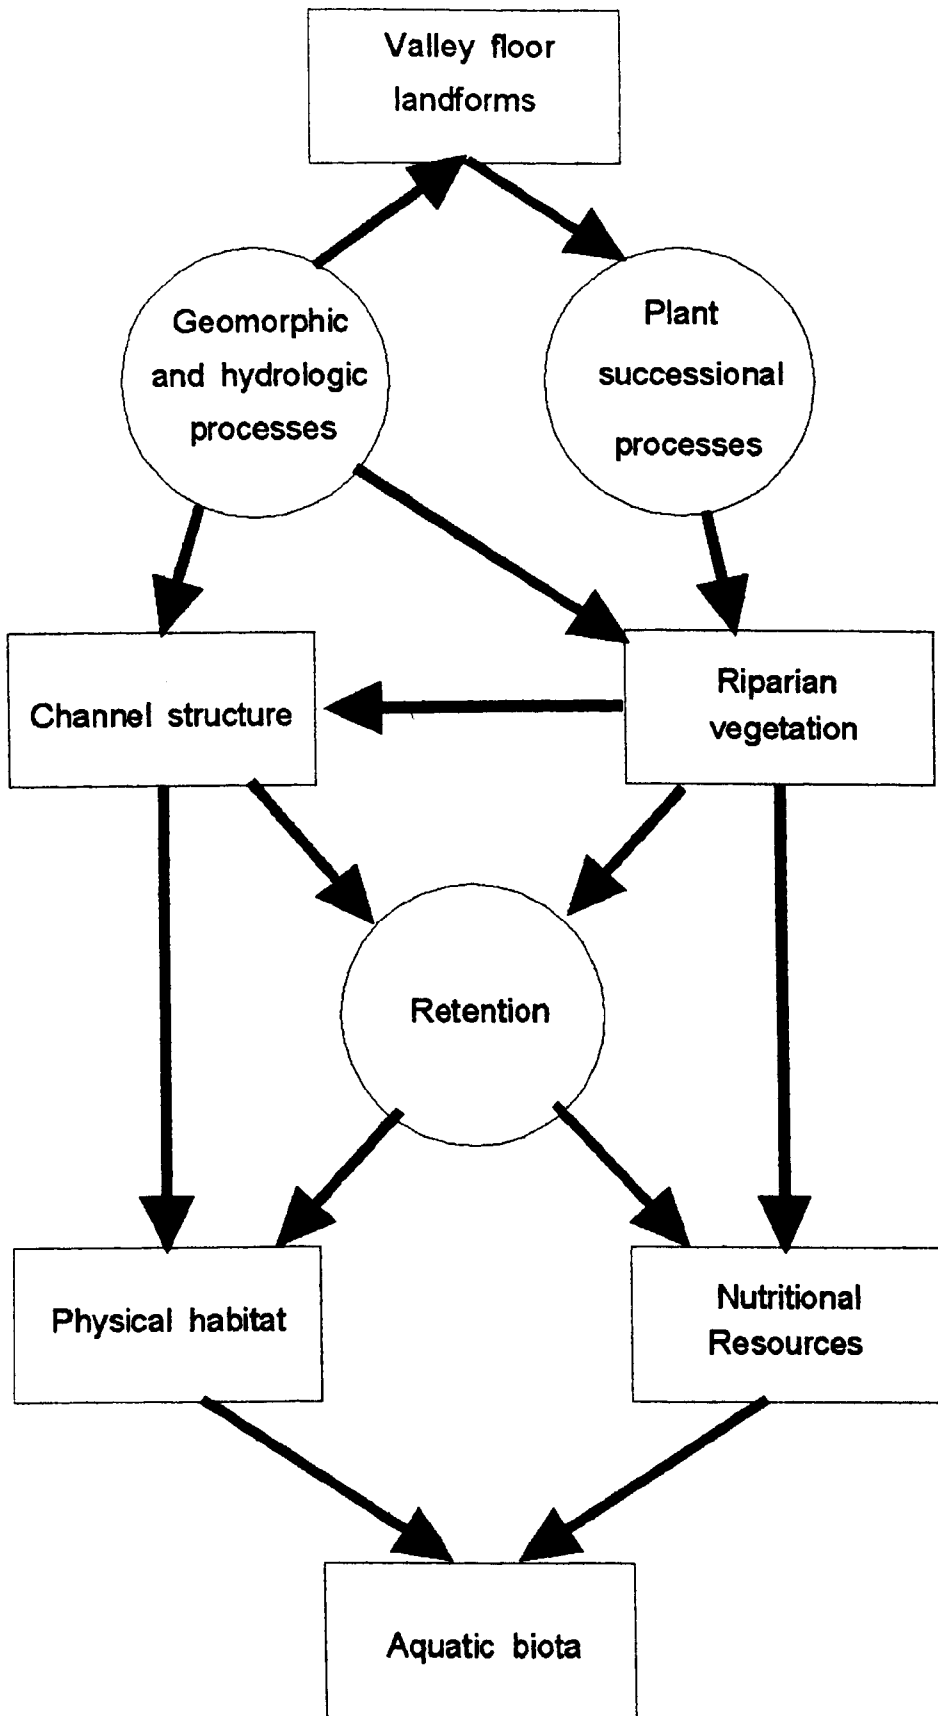 Valley floor
landforms
Geomorphic
and hydrologic
processes
Plant
successional
processes
Channel structure
Riparian
vegetation
Retention
Physical habitat
Nutritional
Resources
Aquatic biota